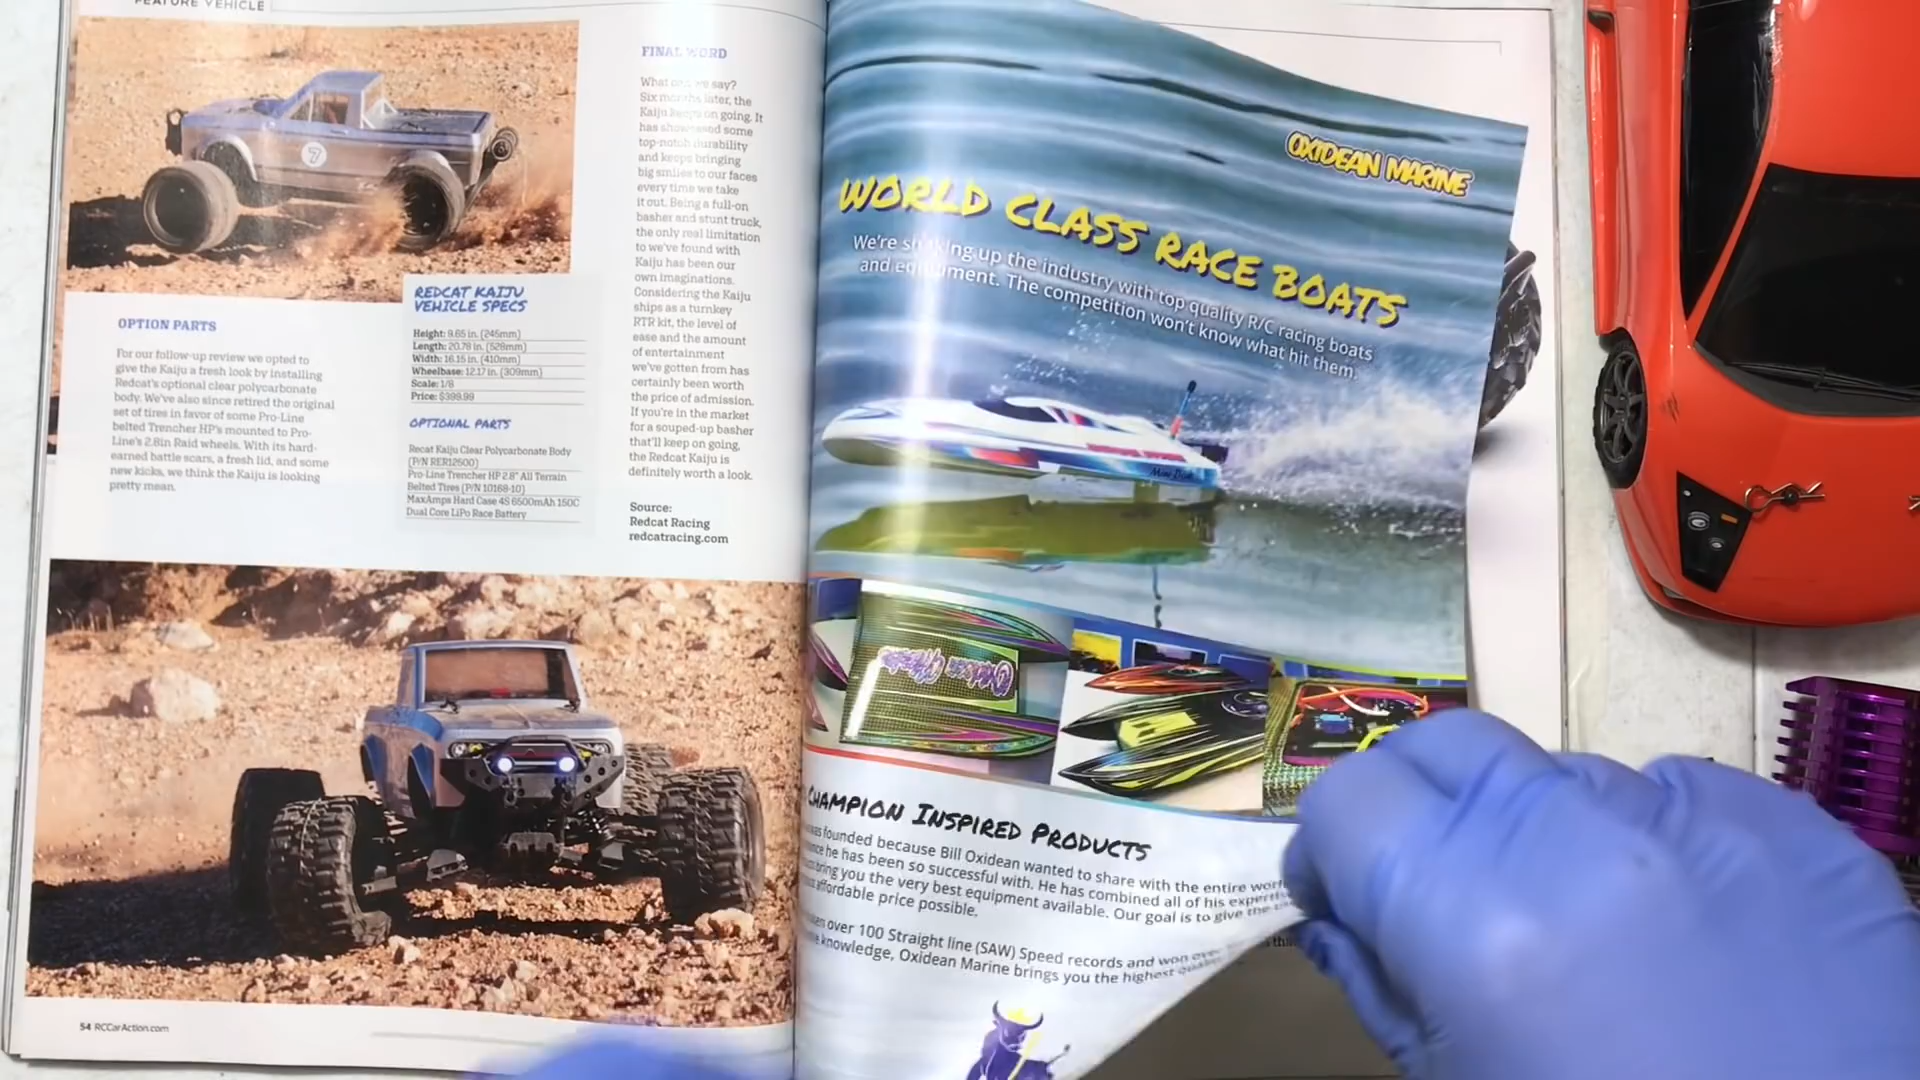 FEATURE VEHICLE
7
OPTION PARTS
For our follow-up review we opted to
give the Kaiju a fresh look by installing
Redcat's optional clear polycarbonate
body. We've also since retired the original
set of tires in favor of some Pro-Line
belted Trencher HP's mounted to Pro-
Line's 2.8in Raid wheels. With its hard-
earned battle scars, a fresh lid, and some
new kicks, we think the Kaiju is looking
pretty mean.
REDCAT KAIJU
VEHICLE SPECS
Height: 9.65 in. (245mm)
Length: 20.78 in. (528mm)
Width: 16.15 in. (410mm)
Wheelbase: 12.17 in. (309mm)
Scale: 1/8
Price: $399.99
OPTIONAL PARTS
Recat Kaiju Clear Polycarbonate Body
(P/N RER12500)
Pro-Line Trencher HP 2.8" All Terrain
Belted Tires (P/N 10168-10)
MaxAmps Hard Case 4S 6500mAh 150C
Dual Core LiPo Race Battery
FINAL WORD
What can we say?
Six months later, the
Kaiju keeps on going. It
has showcased some
top-notch durability
and keeps bringing
big smiles to our faces
every time we take
it out. Being a full-on
basher and stunt truck,
the only real limitation
to we've found with
Kaiju has been our
own imaginations.
Considering the Kaiju
ships as a turnkey
RTR kit, the level of
ease and the amount
of entertainment
we've gotten from has
certainly been worth
the price of admission.
If you're in the market
for a souped-up basher
that'll keep on going,
the Redcat Kaiju is
definitely worth a look.
Source:
Redcat Racing
redcatracing.com
54 RCCarAction.com
OXIDEAN MARINE
WORLD CLASS RACE BOATS
We're shaking up the industry with top quality R/C racing boats
and equipment. The competition won't know what hit them.
Oxidean Marine
CHAMPION INSPIRED PRODUCTS
was founded because Bill Oxidean wanted to share with the entire
he has been so successful with. He has combined all of his
bring you the very best equipment available. Our goal is to give the
affordable price possible.
over 100 Straight line (SAW) Speed records and won over
knowledge, Oxidean Marine brings you the highest